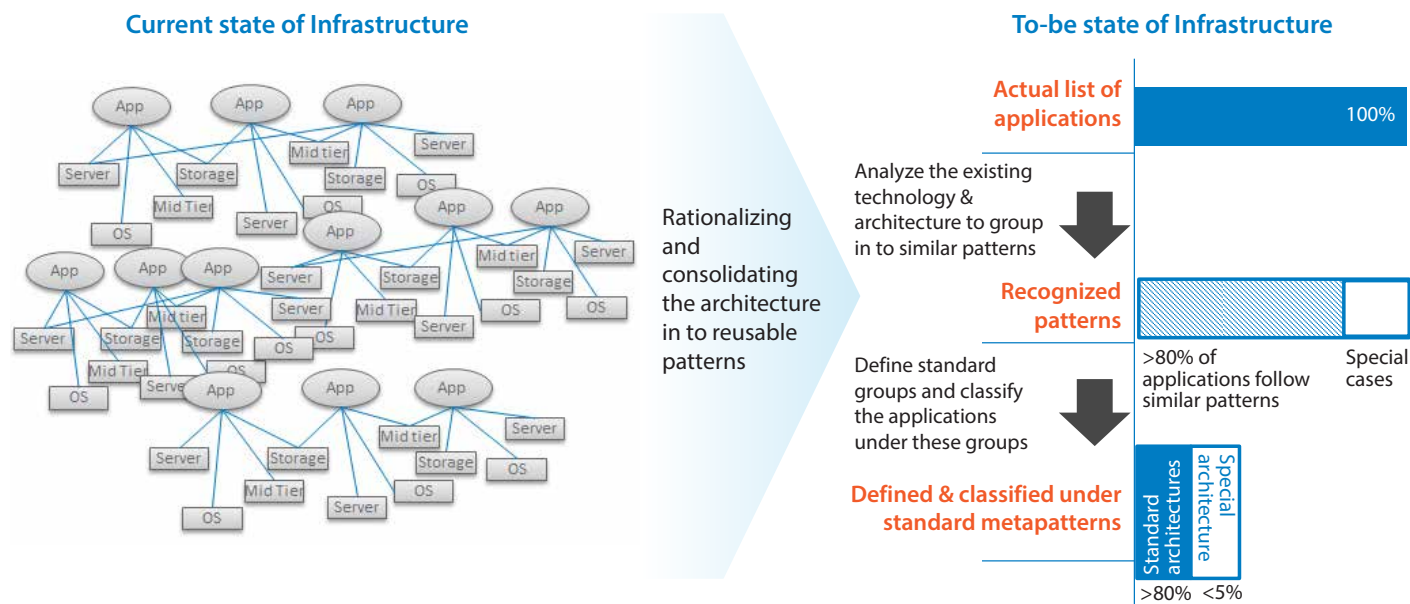 Current state of Infrastructure
App
App
App
Server
Mid tier
Server
Storage
Storage
OS
Mid Tier
OS
Server
OS
App
App
App
Mid tier
Server
Server
Storage
Storage
Mid Tier
OS
OS
Server
OS
App
App
App
Server
Mid tier
Server
Storage
Storage
OS
Mid Tier
OS
Server
OS
App
App
App
Server
Mid tier
Server
Storage
Storage
OS
Mid Tier
OS
Server
OS
Rationalizing
and
consolidating
the architecture
in to reusable
patterns
To-be state of Infrastructure
Actual list of
applications
100%
Analyze the existing
technology &
architecture to group
in to similar patterns
Recognized
patterns
>80% of
applications follow
similar patterns
Special
cases
Define standard
groups and classify
the applications
under these groups
Defined & classified under
standard metapatterns
Standard
architectures
Special
architecture
>80%
<5%